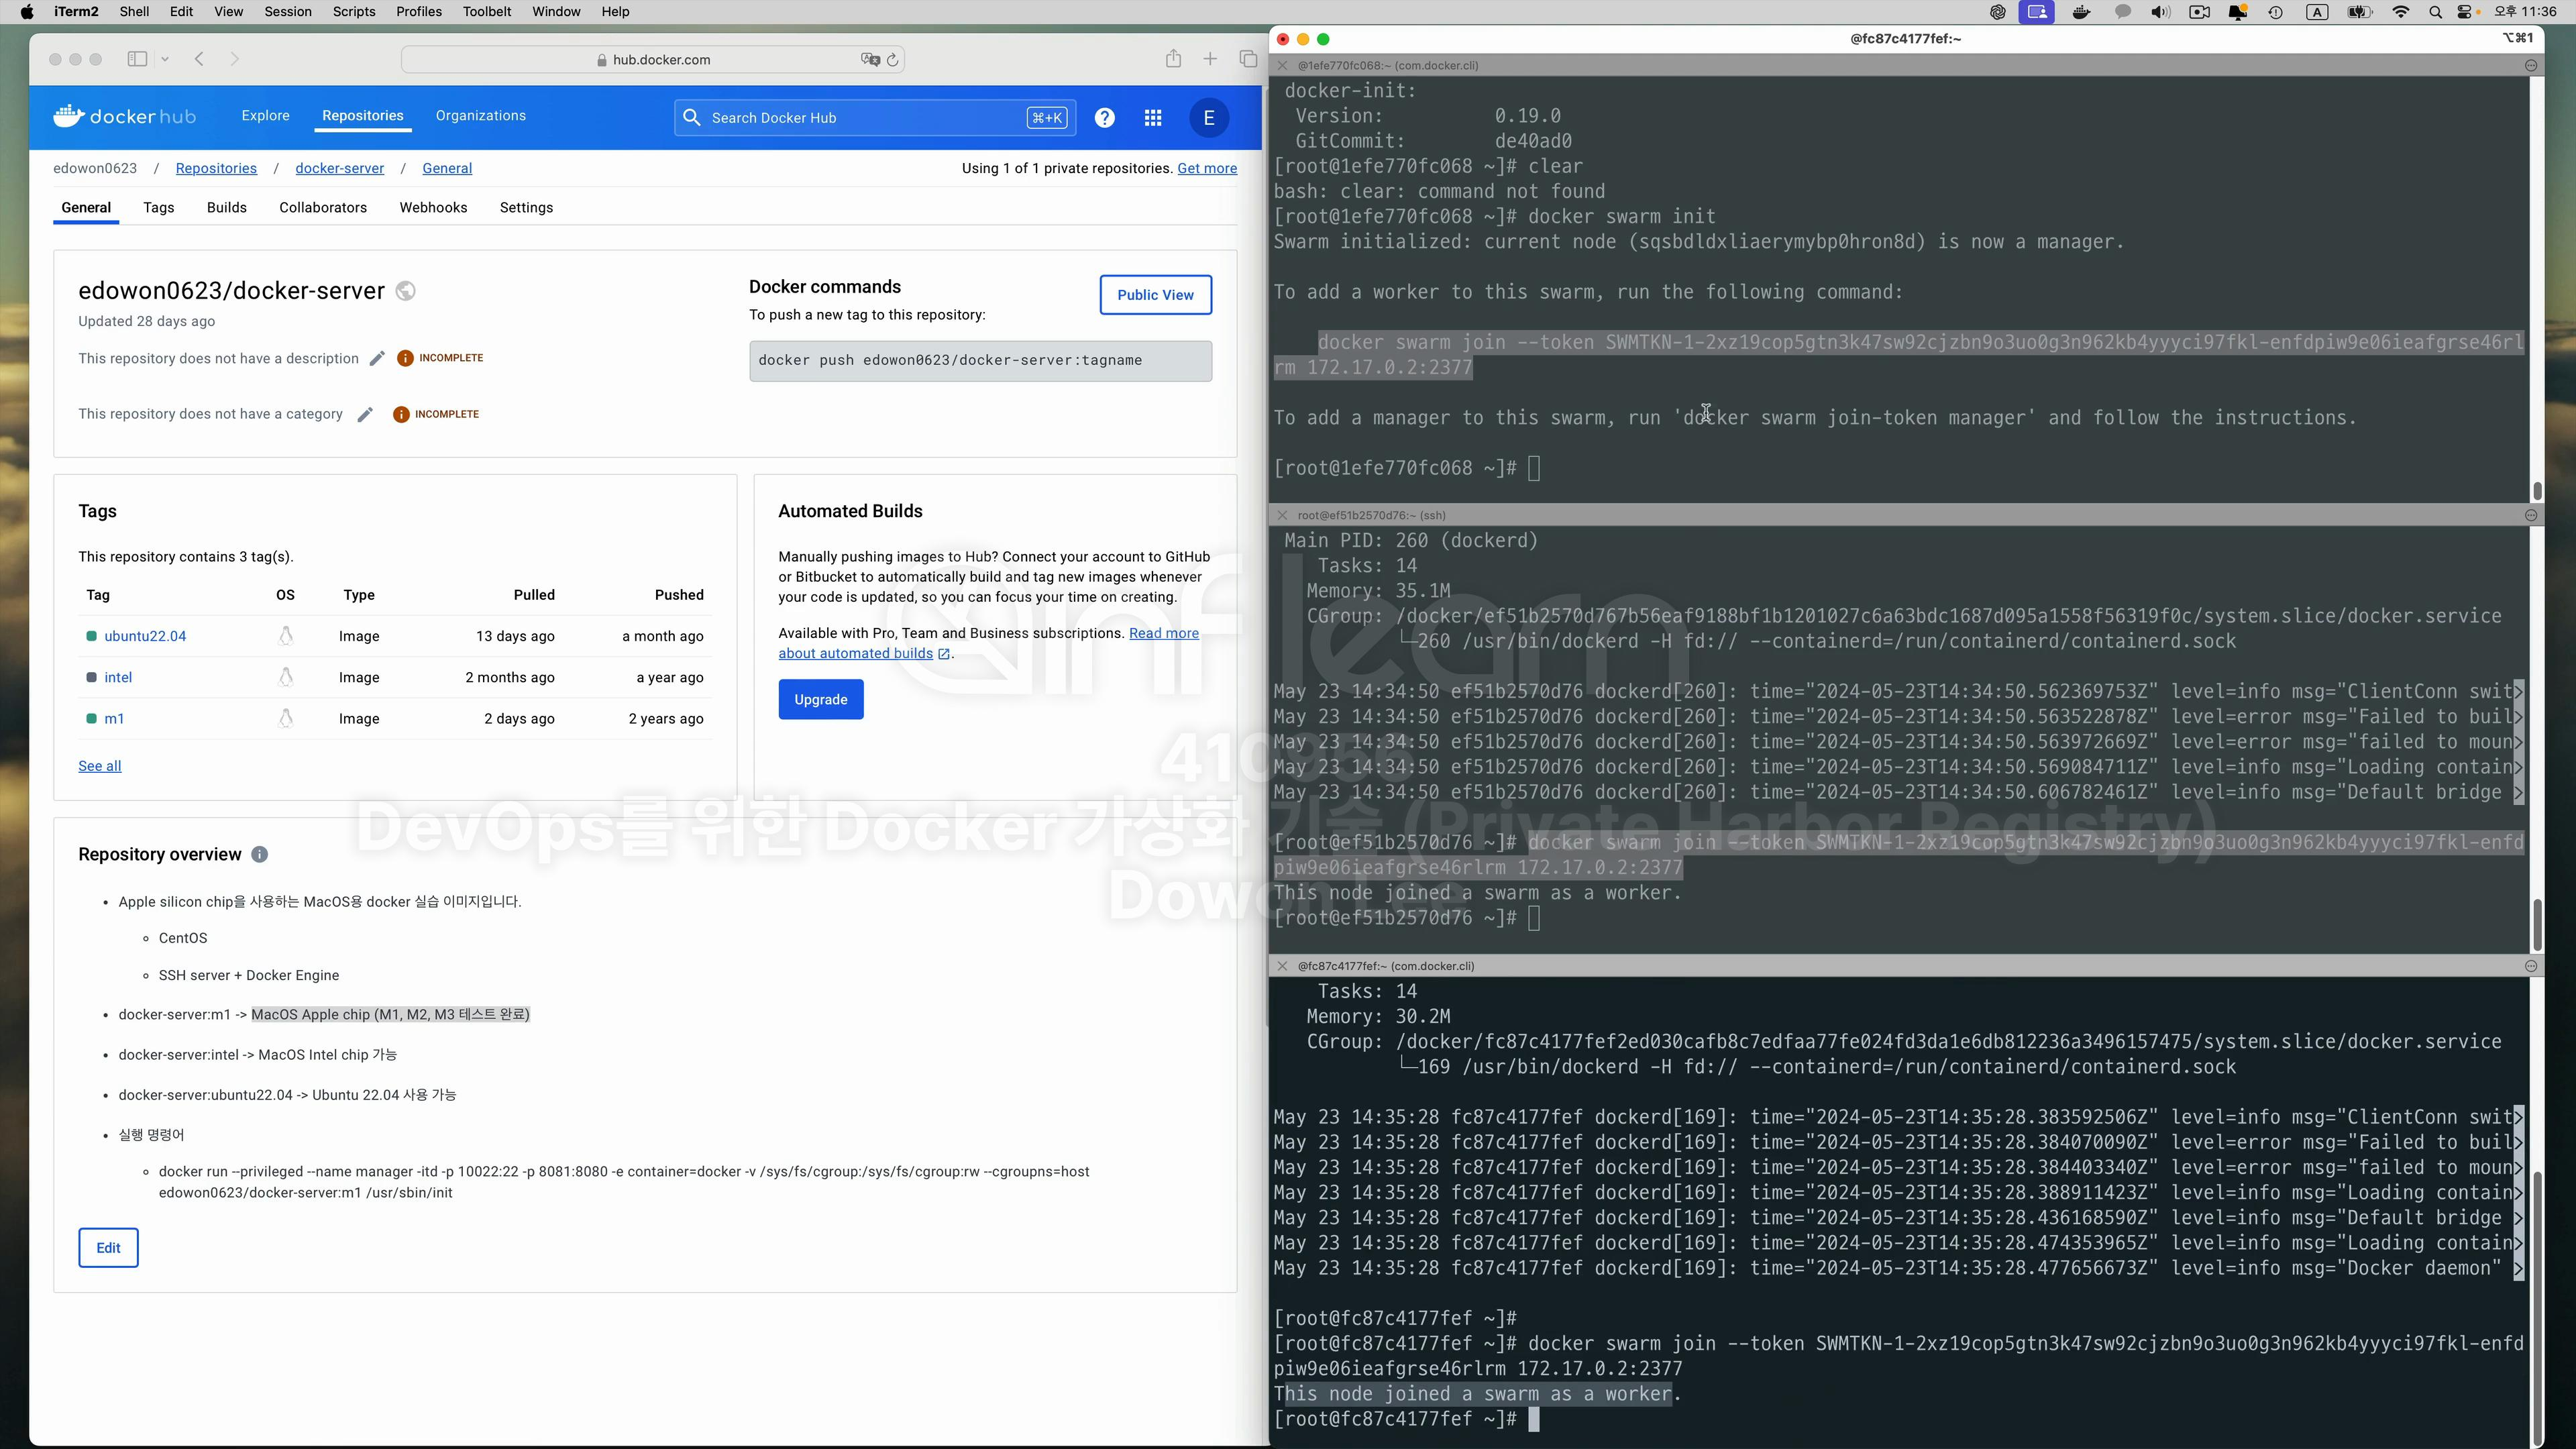 iTerm2 Shell Edit View Session Scripts Profiles Toolbelt Window Help
A 오후 11:36
hub.docker.com
docker hub Explore Repositories Organizations
Search Docker Hub ⌘+K ? E
edowon0623 / Repositories / docker-server / General
Using 1 of 1 private repositories. Get more
General Tags Builds Collaborators Webhooks Settings
edowon0623/docker-server
Updated 28 days ago
This repository does not have a description INCOMPLETE
This repository does not have a category INCOMPLETE
Docker commands
Public View
To push a new tag to this repository:
docker push edowon0623/docker-server:tagname
Tags
This repository contains 3 tag(s).
Tag OS Type Pulled Pushed
ubuntu22.04 Image 13 days ago a month ago
intel Image 2 months ago a year ago
m1 Image 2 days ago 2 years ago
See all
Automated Builds
Manually pushing images to Hub? Connect your account to GitHub
or Bitbucket to automatically build and tag new images whenever
your code is updated, so you can focus your time on creating.
Available with Pro, Team and Business subscriptions. Read more
about automated builds.
Upgrade
Repository overview
• Apple silicon chip을 사용하는 MacOS용 docker 실습 이미지입니다.
◦ CentOS
◦ SSH server + Docker Engine
• docker-server:m1 -> MacOS Apple chip (M1, M2, M3 테스트 완료)
• docker-server:intel -> MacOS Intel chip 가능
• docker-server:ubuntu22.04 -> Ubuntu 22.04 사용 가능
• 실행 명령어
◦ docker run --privileged --name manager -itd -p 10022:22 -p 8081:8080 -e container=docker -v /sys/fs/cgroup:/sys/fs/cgroup:rw --cgroupns=host
edowon0623/docker-server:m1 /usr/sbin/init
Edit
@fc87c4177fef:~ ⌥⌘1
@1efe770fc068:~ (com.docker.cli)
docker-init:
Version: 0.19.0
GitCommit: de40ad0
[root@1efe770fc068 ~]# clear
bash: clear: command not found
[root@1efe770fc068 ~]# docker swarm init
Swarm initialized: current node (sqsbdldxliaerymybp0hron8d) is now a manager.
To add a worker to this swarm, run the following command:
docker swarm join --token SWMTKN-1-2xz19cop5gtn3k47sw92cjzbn9o3uo0g3n962kb4yyyci97fkl-enfdpiw9e06ieafgrse46rl
rm 172.17.0.2:2377
To add a manager to this swarm, run 'docker swarm join-token manager' and follow the instructions.
[root@1efe770fc068 ~]#
root@ef51b2570d76:~ (ssh)
Main PID: 260 (dockerd)
Tasks: 14
Memory: 35.1M
CGroup: /docker/ef51b2570d767b56eaf9188bf1b1201027c6a63bdc1687d095a1558f56319f0c/system.slice/docker.service
└─260 /usr/bin/dockerd -H fd:// --containerd=/run/containerd/containerd.sock
May 23 14:34:50 ef51b2570d76 dockerd[260]: time="2024-05-23T14:34:50.562369753Z" level=info msg="ClientConn swit>
May 23 14:34:50 ef51b2570d76 dockerd[260]: time="2024-05-23T14:34:50.563522878Z" level=error msg="Failed to buil>
May 23 14:34:50 ef51b2570d76 dockerd[260]: time="2024-05-23T14:34:50.563972669Z" level=error msg="failed to moun>
May 23 14:34:50 ef51b2570d76 dockerd[260]: time="2024-05-23T14:34:50.569084711Z" level=info msg="Loading contain>
May 23 14:34:50 ef51b2570d76 dockerd[260]: time="2024-05-23T14:34:50.606782461Z" level=info msg="Default bridge >
[root@ef51b2570d76 ~]# docker swarm join --token SWMTKN-1-2xz19cop5gtn3k47sw92cjzbn9o3uo0g3n962kb4yyyci97fkl-enfd
piw9e06ieafgrse46rlrm 172.17.0.2:2377
This node joined a swarm as a worker.
[root@ef51b2570d76 ~]#
@fc87c4177fef:~ (com.docker.cli)
Tasks: 14
Memory: 30.2M
CGroup: /docker/fc87c4177fef2ed030cafb8c7edfaa77fe024fd3da1e6db812236a3496157475/system.slice/docker.service
└─169 /usr/bin/dockerd -H fd:// --containerd=/run/containerd/containerd.sock
May 23 14:35:28 fc87c4177fef dockerd[169]: time="2024-05-23T14:35:28.383592506Z" level=info msg="ClientConn swit>
May 23 14:35:28 fc87c4177fef dockerd[169]: time="2024-05-23T14:35:28.384070090Z" level=error msg="Failed to buil>
May 23 14:35:28 fc87c4177fef dockerd[169]: time="2024-05-23T14:35:28.384403340Z" level=error msg="failed to moun>
May 23 14:35:28 fc87c4177fef dockerd[169]: time="2024-05-23T14:35:28.388911423Z" level=info msg="Loading contain>
May 23 14:35:28 fc87c4177fef dockerd[169]: time="2024-05-23T14:35:28.436168590Z" level=info msg="Default bridge >
May 23 14:35:28 fc87c4177fef dockerd[169]: time="2024-05-23T14:35:28.474353965Z" level=info msg="Loading contain>
May 23 14:35:28 fc87c4177fef dockerd[169]: time="2024-05-23T14:35:28.477656673Z" level=info msg="Docker daemon" >
[root@fc87c4177fef ~]#
[root@fc87c4177fef ~]# docker swarm join --token SWMTKN-1-2xz19cop5gtn3k47sw92cjzbn9o3uo0g3n962kb4yyyci97fkl-enfd
piw9e06ieafgrse46rlrm 172.17.0.2:2377
This node joined a swarm as a worker.
[root@fc87c4177fef ~]#
inflearn
410956
DevOps를 위한 Docker 가상화 기술 (Private Harbor Registry)
Dowon Lee